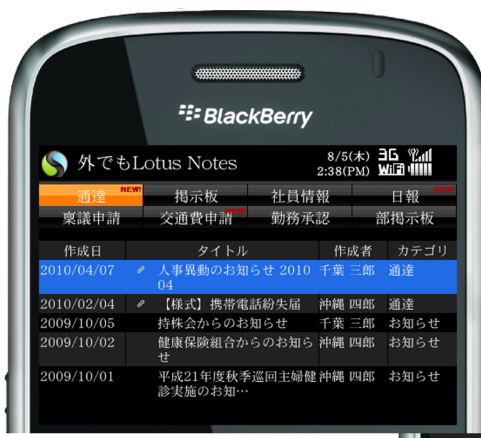 BlackBerry
外でもLotus Notes
8/5(木) 3G
2:38(PM) WiFi
通達 NEW! 掲示板 社員情報 日報 NEW!
稟議申請 交通費申請 NEW! 勤務承認 部掲示板
作成日 タイトル 作成者 カテゴリ
2010/04/07 人事異動のお知らせ 2010 千葉 三郎 通達
04
2010/02/04 【様式】携帯電話紛失届 沖縄 四郎 通達
2009/10/05 持株会からのお知らせ 千葉 三郎 お知らせ
2009/10/02 健康保険組合からのお知ら 沖縄 四郎 お知らせ
せ
2009/10/01 平成21年度秋季巡回主婦健 沖縄 四郎 お知らせ
診実施のお知…